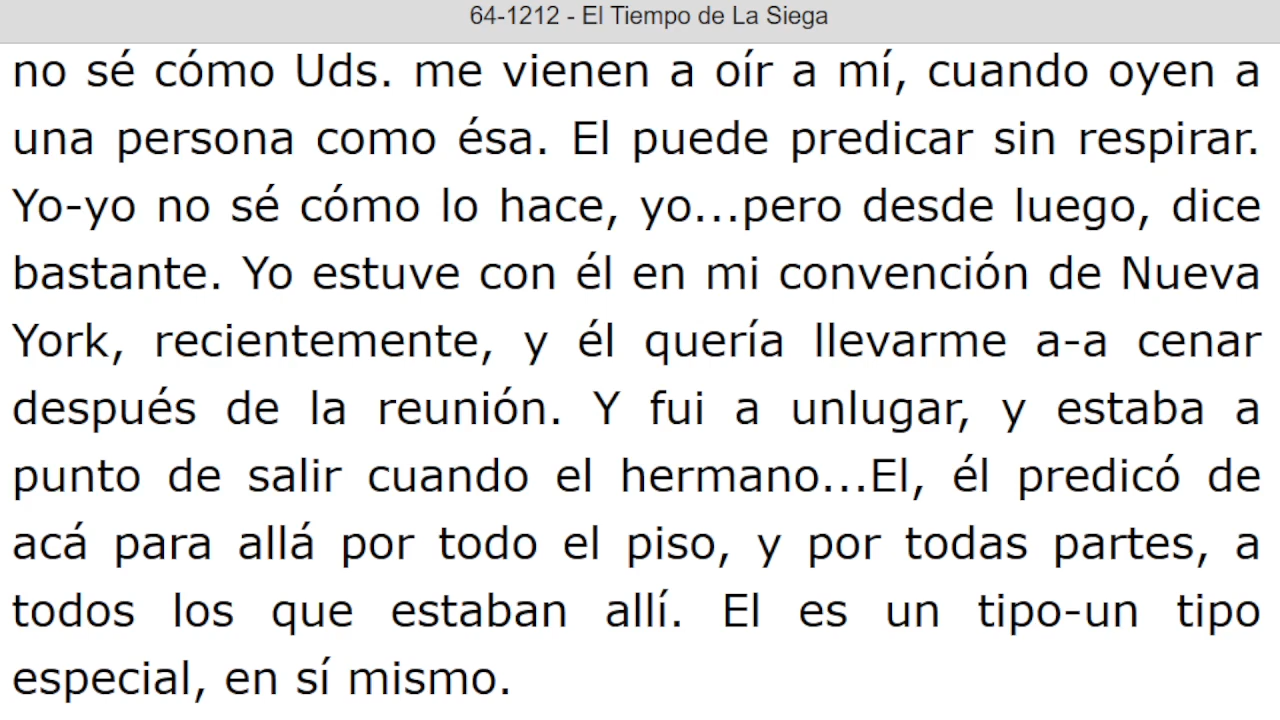 64-1212 - El Tiempo de La Siega
no sé cómo Uds. me vienen a oír a mí, cuando oyen a
una persona como ésa. El puede predicar sin respirar.
Yo-yo no sé cómo lo hace, yo...pero desde luego, dice
bastante. Yo estuve con él en mi convención de Nueva
York, recientemente, y él quería llevarme a-a cenar
después de la reunión. Y fui a unlugar, y estaba a
punto de salir cuando el hermano...El, él predicó de
acá para allá por todo el piso, y por todas partes, a
todos los que estaban allí. El es un tipo-un tipo
especial, en sí mismo.